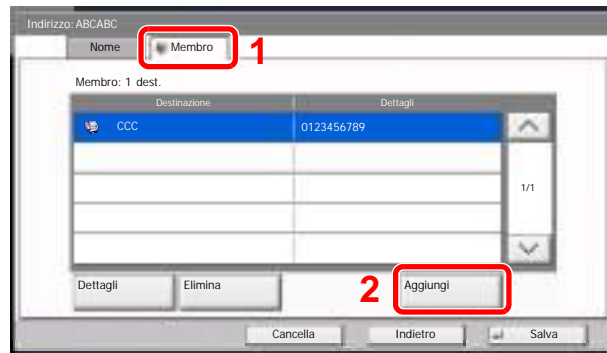 Indirizzo: ABCABC
Nome Membro 1
Membro: 1 dest.
Destinazione Dettagli
CCC 0123456789
1/1
Dettagli Elimina 2 Aggiungi
Cancella Indietro Salva